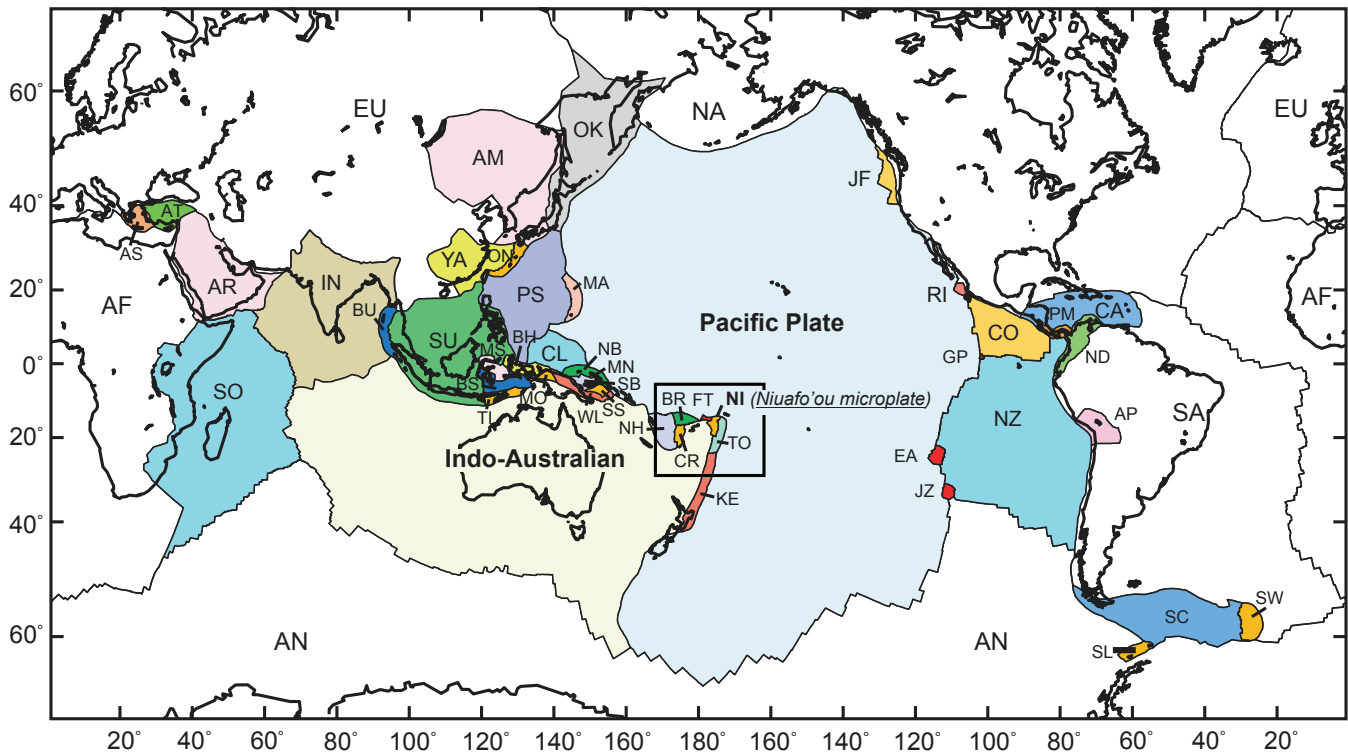 60°
EU
NA
EU
OK
AM
JF
40°
AT
AS
YA
ON
IN
AR
PS
MA
RI
AF
AF
20°
BU
PM
CA
Pacific Plate
CO
SU
MS
BH
CL
NB
ND
0°
MN
GP
SO
BS
SB
MO
SS
TI
WL
BR FT NI (Niuafo'ou microplate)
AP
SA
NZ
20°
NH
TO
Indo-Australian
CR
EA
JZ
KE
40°
SW
SC
60°
AN
AN
SL
20° 40° 60° 80° 100° 120° 140° 160° 180° 160° 140° 120° 100° 80° 60° 40° 20°